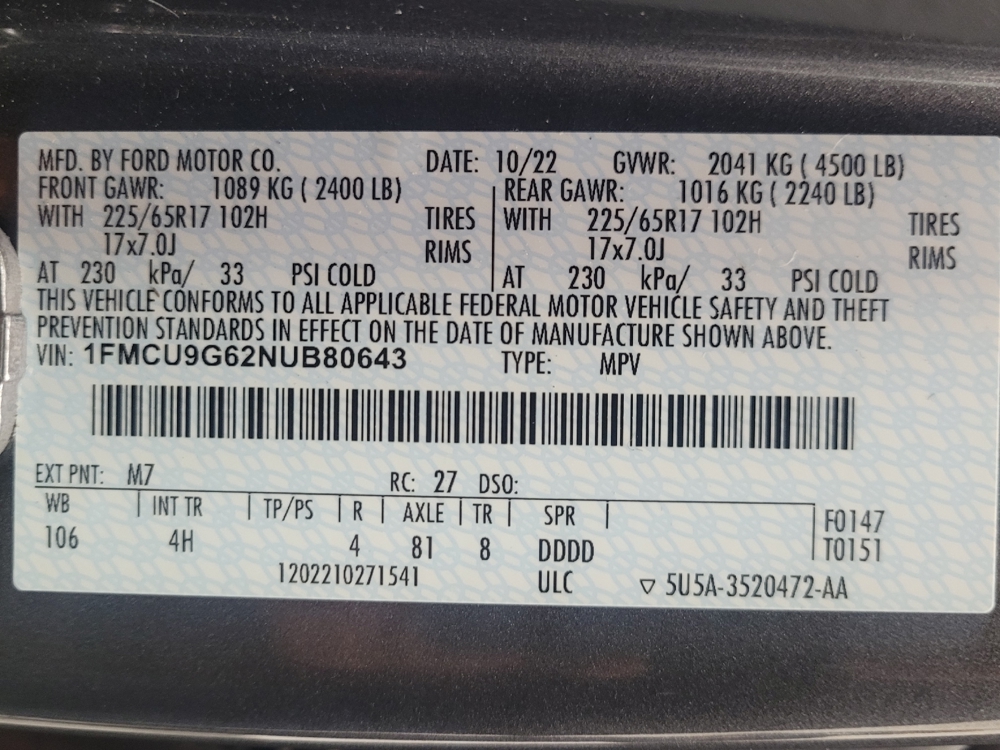 MFD. BY FORD MOTOR CO. DATE: 10/22 GVWR: 2041 KG ( 4500 LB)
FRONT GAWR: 1089 KG ( 2400 LB) REAR GAWR: 1016 KG ( 2240 LB)
WITH 225/65R17 102H TIRES WITH 225/65R17 102H TIRES
17x7.0J RIMS 17x7.0J RIMS
AT 230 kPa/ 33 PSI COLD AT 230 kPa/ 33 PSI COLD
THIS VEHICLE CONFORMS TO ALL APPLICABLE FEDERAL MOTOR VEHICLE SAFETY AND THEFT
PREVENTION STANDARDS IN EFFECT ON THE DATE OF MANUFACTURE SHOWN ABOVE.
VIN: 1FMCU9G62NUB80643 TYPE: MPV
EXT PNT: M7 RC: 27 DSO:
WB INT TR TP/PS R AXLE TR SPR F0147
106 4H 4 81 8 DDDD T0151
1202210271541 ULC ▽ 5U5A-3520472-AA